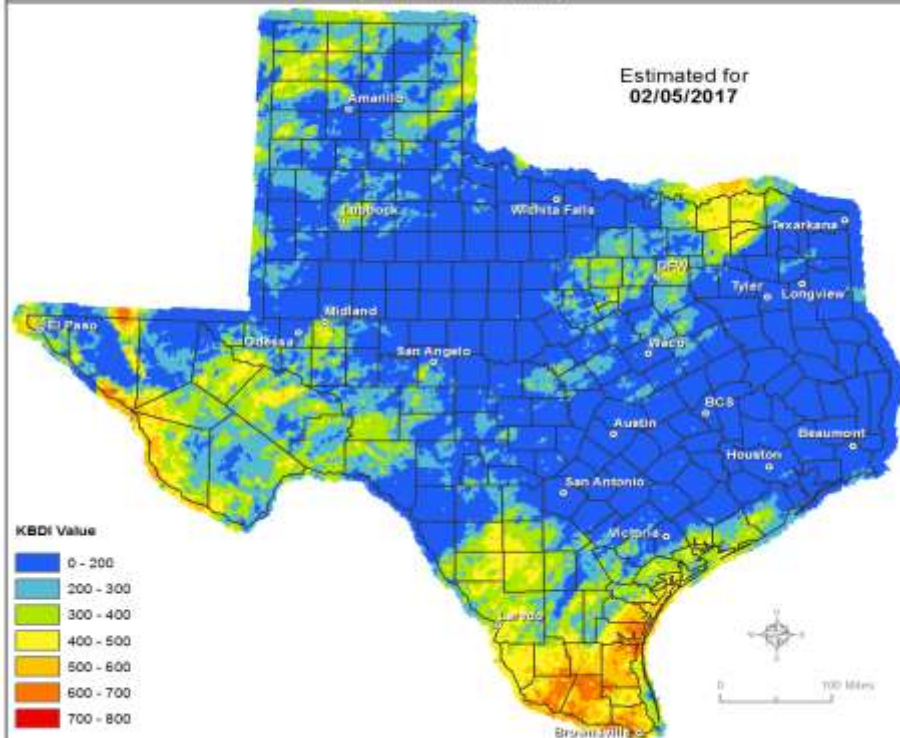 Estimated for
02/05/2017
Amarillo
Lubbock
Wichita Falls
Texarkana
DFW
Tyler
Longview
El Paso
Midland
Odessa
San Angelo
Waco
BCS
Austin
Beaumont
Houston
San Antonio
Victoria
Laredo
Brownsville
KBDI Value
0 - 200
200 - 300
300 - 400
400 - 500
500 - 600
600 - 700
700 - 800
0 100 Miles